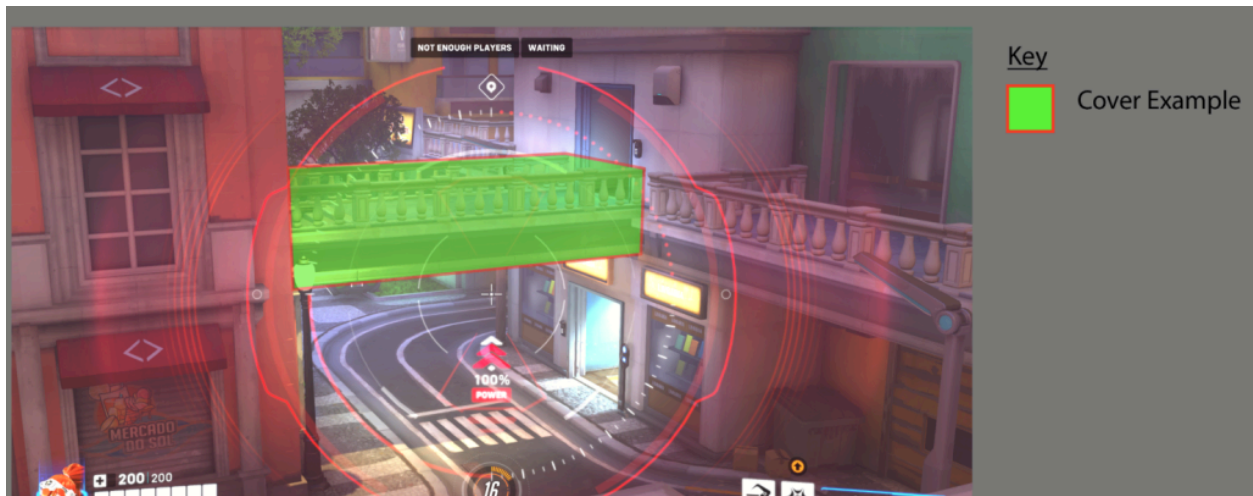 NOT ENOUGH PLAYERS WAITING
Key
Cover Example
100%
POWER
MERCADO
DO SOL
200 200
16